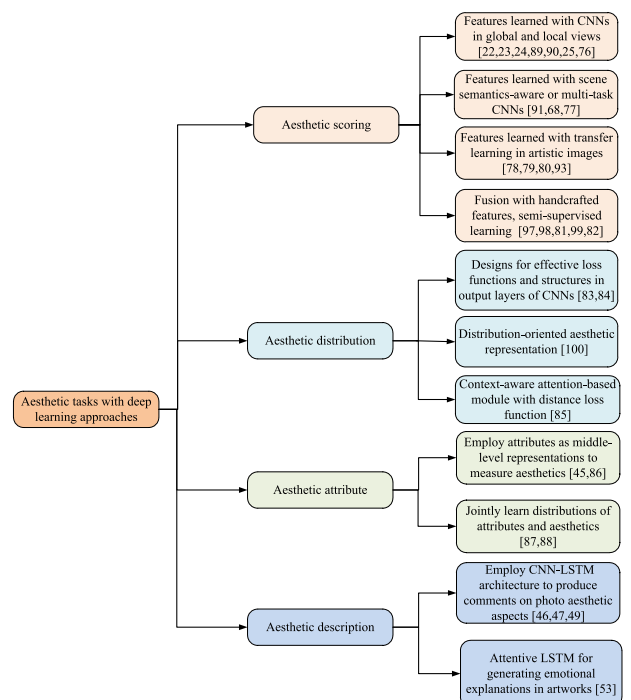 Features learned with CNNs
in global and local views
[22,23,24,89,90,25,76]
Features learned with scene
semantics-aware or multi-task
CNNs [91,68,77]
Aesthetic scoring
Features learned with transfer
learning in artistic images
[78,79,80,93]
Fusion with handcrafted
features, semi-supervised
learning [97,98,81,99,82]
Designs for effective loss
functions and structures in
output layers of CNNs [83,84]
Aesthetic distribution
Distribution-oriented aesthetic
representation [100]
Context-aware attention-based
module with distance loss
function [85]
Aesthetic tasks with deep
learning approaches
Employ attributes as middle-
level representations to
measure aesthetics [45,86]
Aesthetic attribute
Jointly learn distributions of
attributes and aesthetics
[87,88]
Employ CNN-LSTM
architecture to produce
comments on photo aesthetic
aspects [46,47,49]
Aesthetic description
Attentive LSTM for
generating emotional
explanations in artworks [53]